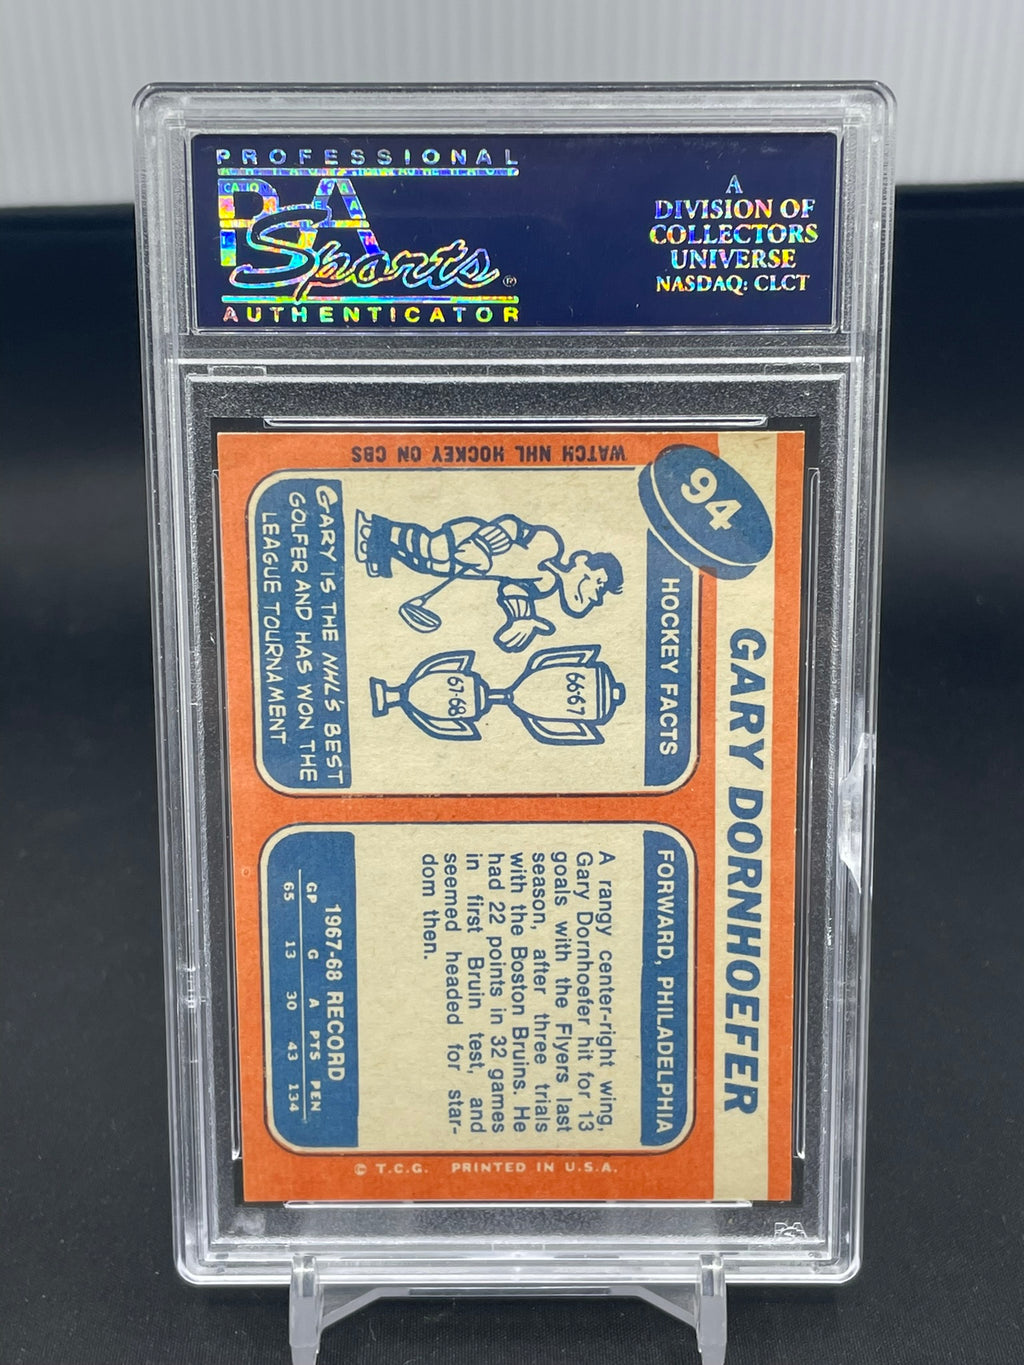 PROFESSIONAL
PSA
Sports ®
AUTHENTICATOR
A
DIVISION OF
COLLECTORS
UNIVERSE
NASDAQ: CLCT
94
GARY DORNHOEFER
WATCH NHL HOCKEY ON CBS
HOCKEY FACTS
66-67
67-68
GARY IS THE NHL'S BEST
GOLFER AND HAS WON THE
LEAGUE TOURNAMENT
FORWARD, PHILADELPHIA
A rangy center-right wing,
Gary Dornhoefer hit for 13
goals with the Flyers last
season, after three trials
with the Boston Bruins. He
had 22 points in 32 games
in first Bruin test, and
seemed headed for star-
dom then.
1967-68 RECORD
GP G A PTS PEN
65 13 30 43 134
© T.C.G. PRINTED IN U.S.A.
PSA